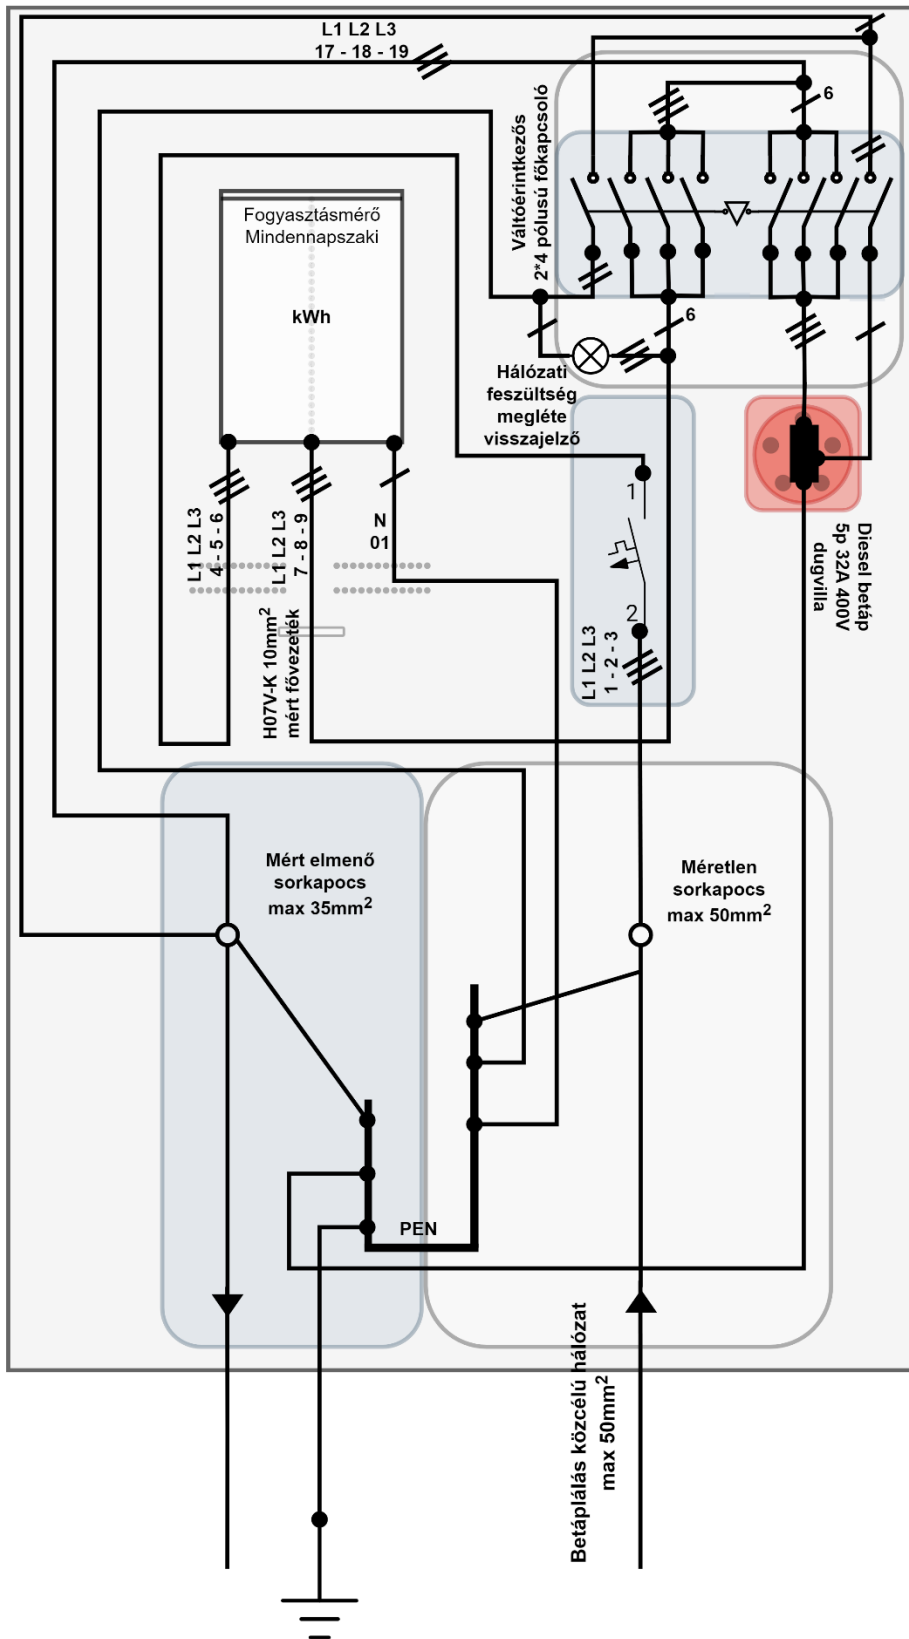 L1 L2 L3
17 - 18 - 19
6
Váltóérintkezős
2*4 pólusú főkapcsoló
Fogyasztásmérő
Mindennapszaki
kWh
6
Hálózati
feszültség
megléte
visszajelző
1
2
L1 L2 L3
4 - 5 - 6
L1 L2 L3
7 - 8 - 9
N
01
Diesel betáp
5p 32A 400V
dugvilla
L1 L2 L3
1 - 2 - 3
H07V-K 10mm²
mért fővezeték
Mért elmenő
sorkapocs
max 35mm²
Méretlen
sorkapocs
max 50mm²
PEN
Betáplálás közcélú hálózat
max 50mm²